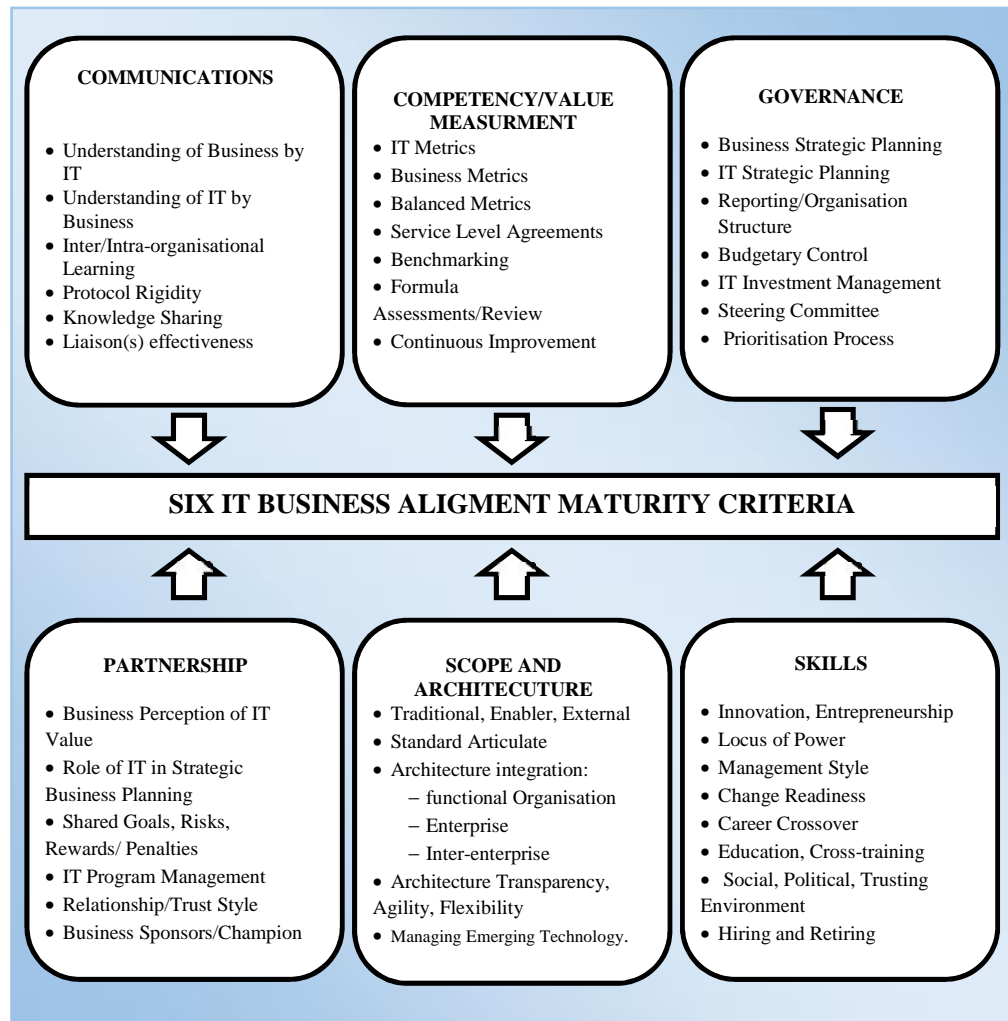 COMMUNICATIONS
• Understanding of Business by
IT
• Understanding of IT by
Business
• Inter/Intra-organisational
Learning
• Protocol Rigidity
• Knowledge Sharing
• Liaison(s) effectiveness
COMPETENCY/VALUE
MEASURMENT
• IT Metrics
• Business Metrics
• Balanced Metrics
• Service Level Agreements
• Benchmarking
• Formula
Assessments/Review
• Continuous Improvement
GOVERNANCE
• Business Strategic Planning
• IT Strategic Planning
• Reporting/Organisation
Structure
• Budgetary Control
• IT Investment Management
• Steering Committee
• Prioritisation Process
SIX IT BUSINESS ALIGMENT MATURITY CRITERIA
PARTNERSHIP
• Business Perception of IT
Value
• Role of IT in Strategic
Business Planning
• Shared Goals, Risks,
Rewards/ Penalties
• IT Program Management
• Relationship/Trust Style
• Business Sponsors/Champion
SCOPE AND
ARCHITECUTURE
• Traditional, Enabler, External
• Standard Articulate
• Architecture integration:
– functional Organisation
– Enterprise
– Inter-enterprise
• Architecture Transparency,
Agility, Flexibility
• Managing Emerging Technology.
SKILLS
• Innovation, Entrepreneurship
• Locus of Power
• Management Style
• Change Readiness
• Career Crossover
• Education, Cross-training
• Social, Political, Trusting
Environment
• Hiring and Retiring